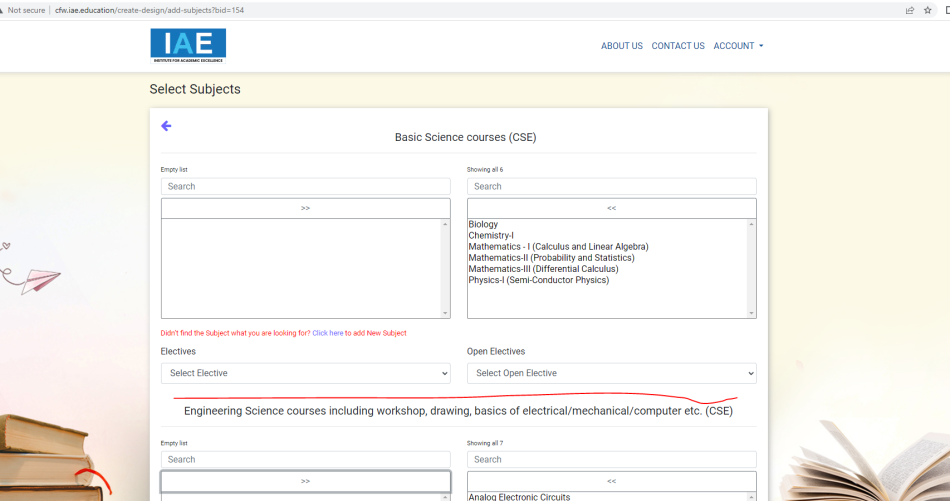 Not secure
cfw.iae.education/create-design/add-subjects?bid=154
IAE
INSTITUTE FOR ACADEMIC EXCELLENCE
ABOUT US CONTACT US ACCOUNT
Select Subjects
Basic Science courses (CSE)
Empty list
Showing all 6
Search
Search
>>
<<
Biology
Chemistry-I
Mathematics - I (Calculus and Linear Algebra)
Mathematics-II (Probability and Statistics)
Mathematics-III (Differential Calculus)
Physics-I (Semi-Conductor Physics)
Didn't find the Subject what you are looking for? Click here to add New Subject
Electives
Open Electives
Select Elective
Select Open Elective
Engineering Science courses including workshop, drawing, basics of electrical/mechanical/computer etc. (CSE)
Empty list
Showing all 7
Search
Search
>>
<<
Analog Electronic Circuits